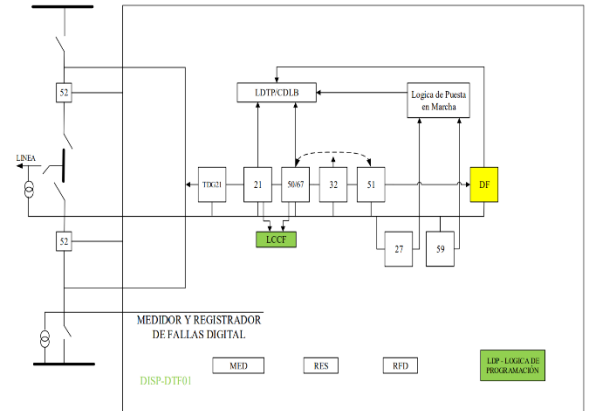 52
LDTP/CDLB
Logica de Puesta
en Marcha
LINEA
TDG21
21
50/67
32
51
DF
52
LCCF
27
59
MEDIDOR Y REGISTRADOR
DE FALLAS DIGITAL
MED
RES
RFD
LDP - LOGICA DE
PROGRAMACIÓN
DISP-DTF01